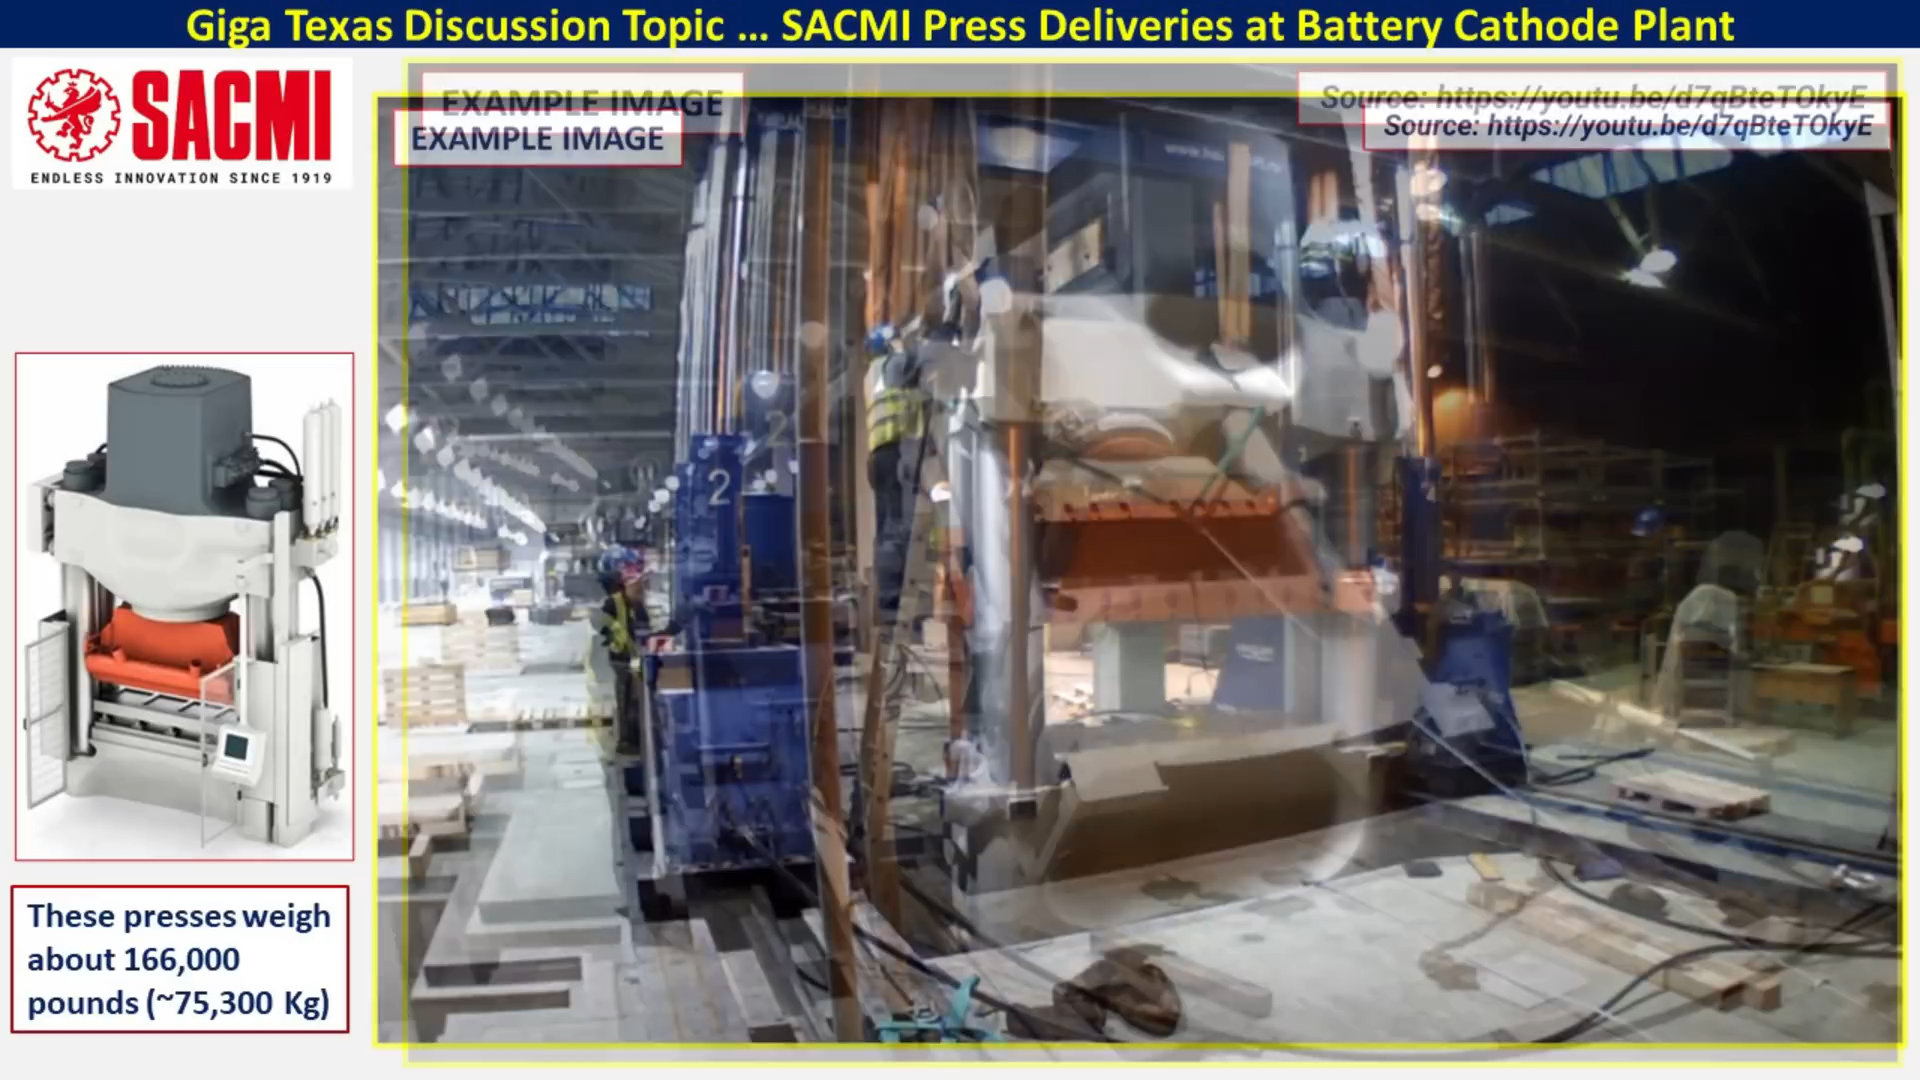 Giga Texas Discussion Topic ... SACMI Press Deliveries at Battery Cathode Plant
SACMI
ENDLESS INNOVATION SINCE 1919
EXAMPLE IMAGE
EXAMPLE IMAGE
Source: https://youtu.be/d7qBteTOkyE
Source: https://youtu.be/d7qBteTOkyE
2
2
These presses weigh
about 166,000
pounds (~75,300 Kg)